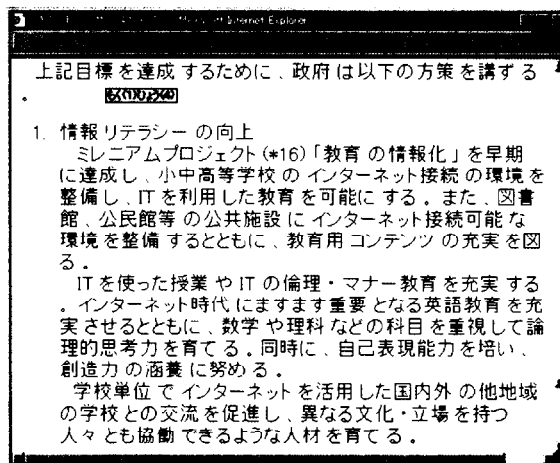 Internet Explorer
上記目標を達成するために、政府は以下の方策を講ずる
。
1. 情報リテラシーの向上
ミレニアムプロジェクト(*16)「教育の情報化」を早期
に達成し、小中高等学校のインターネット接続の環境を
整備し、ITを利用した教育を可能にする。また、図書
館、公民館等の公共施設にインターネット接続可能な
環境を整備するとともに、教育用コンテンツの充実を図
る。
ITを使った授業やITの倫理・マナー教育を充実する
。インターネット時代にますます重要となる英語教育を充
実させるとともに、数学や理科などの科目を重視して論
理的思考力を育てる。同時に、自己表現能力を培い、
創造力の涵養に努める。
学校単位でインターネットを活用した国内外の他地域
の学校との交流を促進し、異なる文化・立場を持つ
人々とも協働できるような人材を育てる。